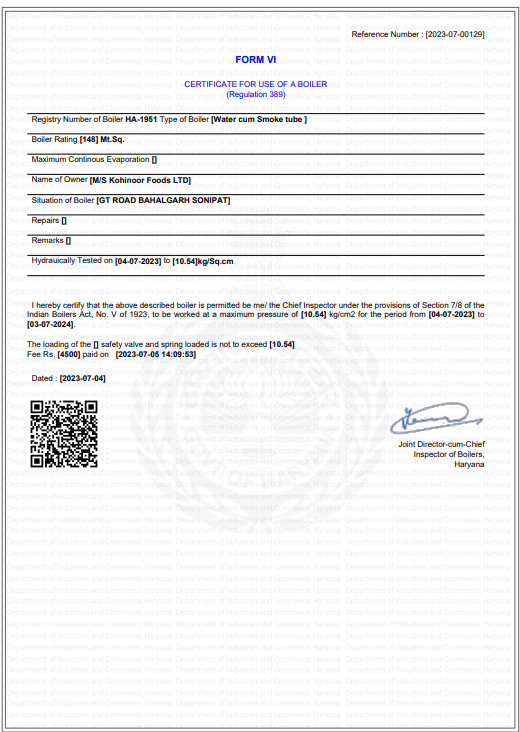 Reference Number : [2023-07-00129]
FORM VI
CERTIFICATE FOR USE OF A BOILER
(Regulation 389)
Registry Number of Boiler HA-1951 Type of Boiler [Water cum Smoke tube ]
Boiler Rating [148] Mt.Sq.
Maximum Continous Evaporation []
Name of Owner [M/S Kohinoor Foods LTD]
Situation of Boiler [GT ROAD BAHALGARH SONIPAT]
Repairs []
Remarks []
Hydrauically Tested on [04-07-2023] to [10.54]kg/Sq.cm
I hereby certify that the above described boiler is permitted be me/ the Chief Inspector under the provisions of Section 7/8 of the
Indian Boilers Act, No. V of 1923, to be worked at a maximum pressure of [10.54] kg/cm2 for the period from [04-07-2023] to
[03-07-2024].
The loading of the [] safety valve and spring loaded is not to exceed [10.54]
Fee Rs. [4500] paid on [2023-07-05 14:09:53]
Dated : [2023-07-04]
Joint Director-cum-Chief
Inspector of Boilers,
Haryana